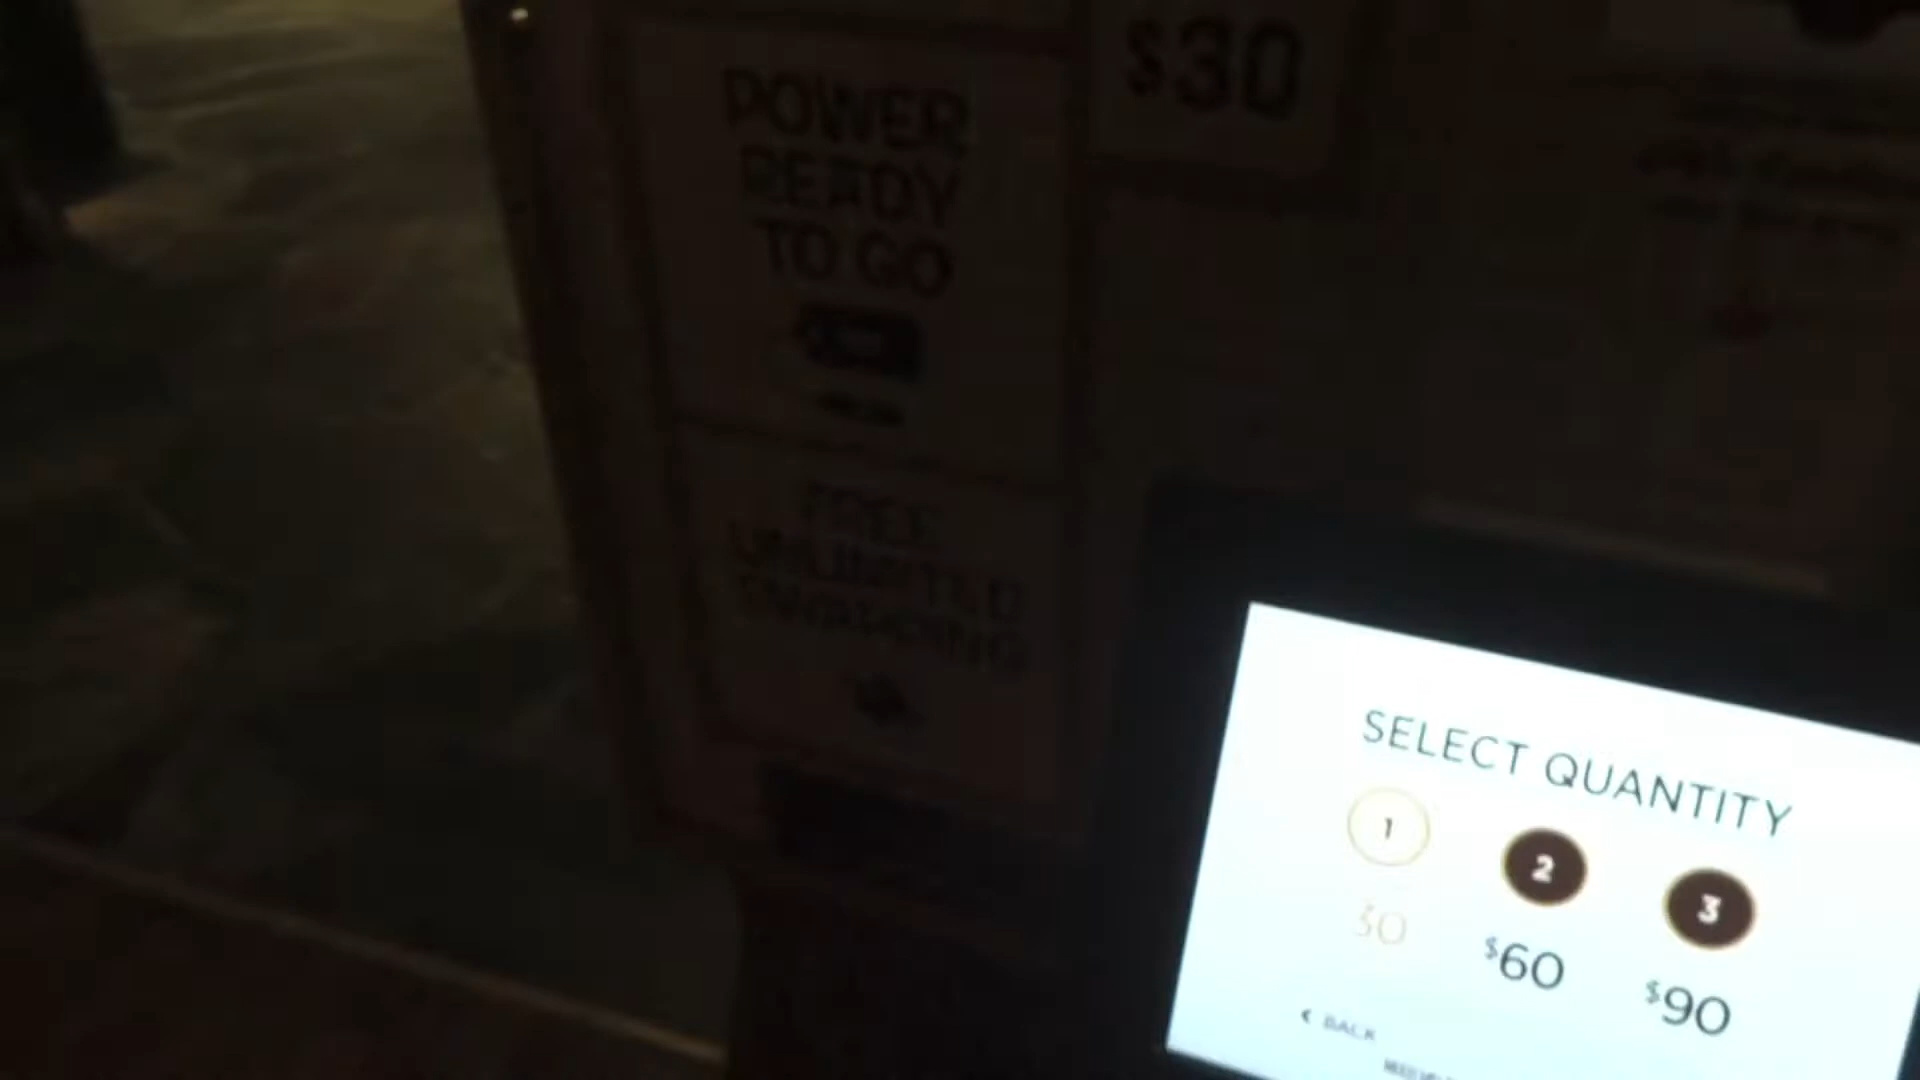 $30
POWER
READY
TO GO
FREE
UNLIMITED
SWAPPING
SELECT QUANTITY
1 2 3
30 $60 $90
< BACK